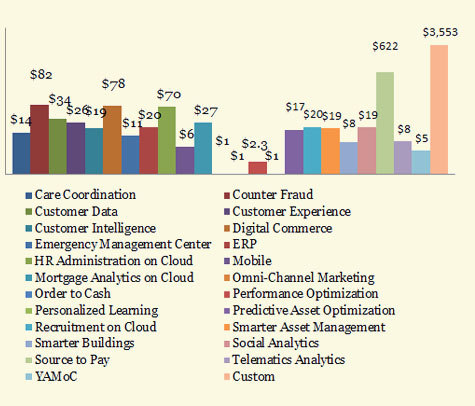 $3,553
$82
$622
$78
$70
$34
$27
$26
$19
$20
$14
$11
$6
$17
$20
$19
$19
$8
$8
$5
$1
$1
$2.3
$1
Care Coordination
Counter Fraud
Customer Data
Customer Experience
Customer Intelligence
Digital Commerce
Emergency Management Center
ERP
HR Administration on Cloud
Mobile
Mortgage Analytics on Cloud
Omni-Channel Marketing
Order to Cash
Performance Optimization
Personalized Learning
Predictive Asset Optimization
Recruitment on Cloud
Smarter Asset Management
Smarter Buildings
Social Analytics
Source to Pay
Telematics Analytics
YAMoC
Custom